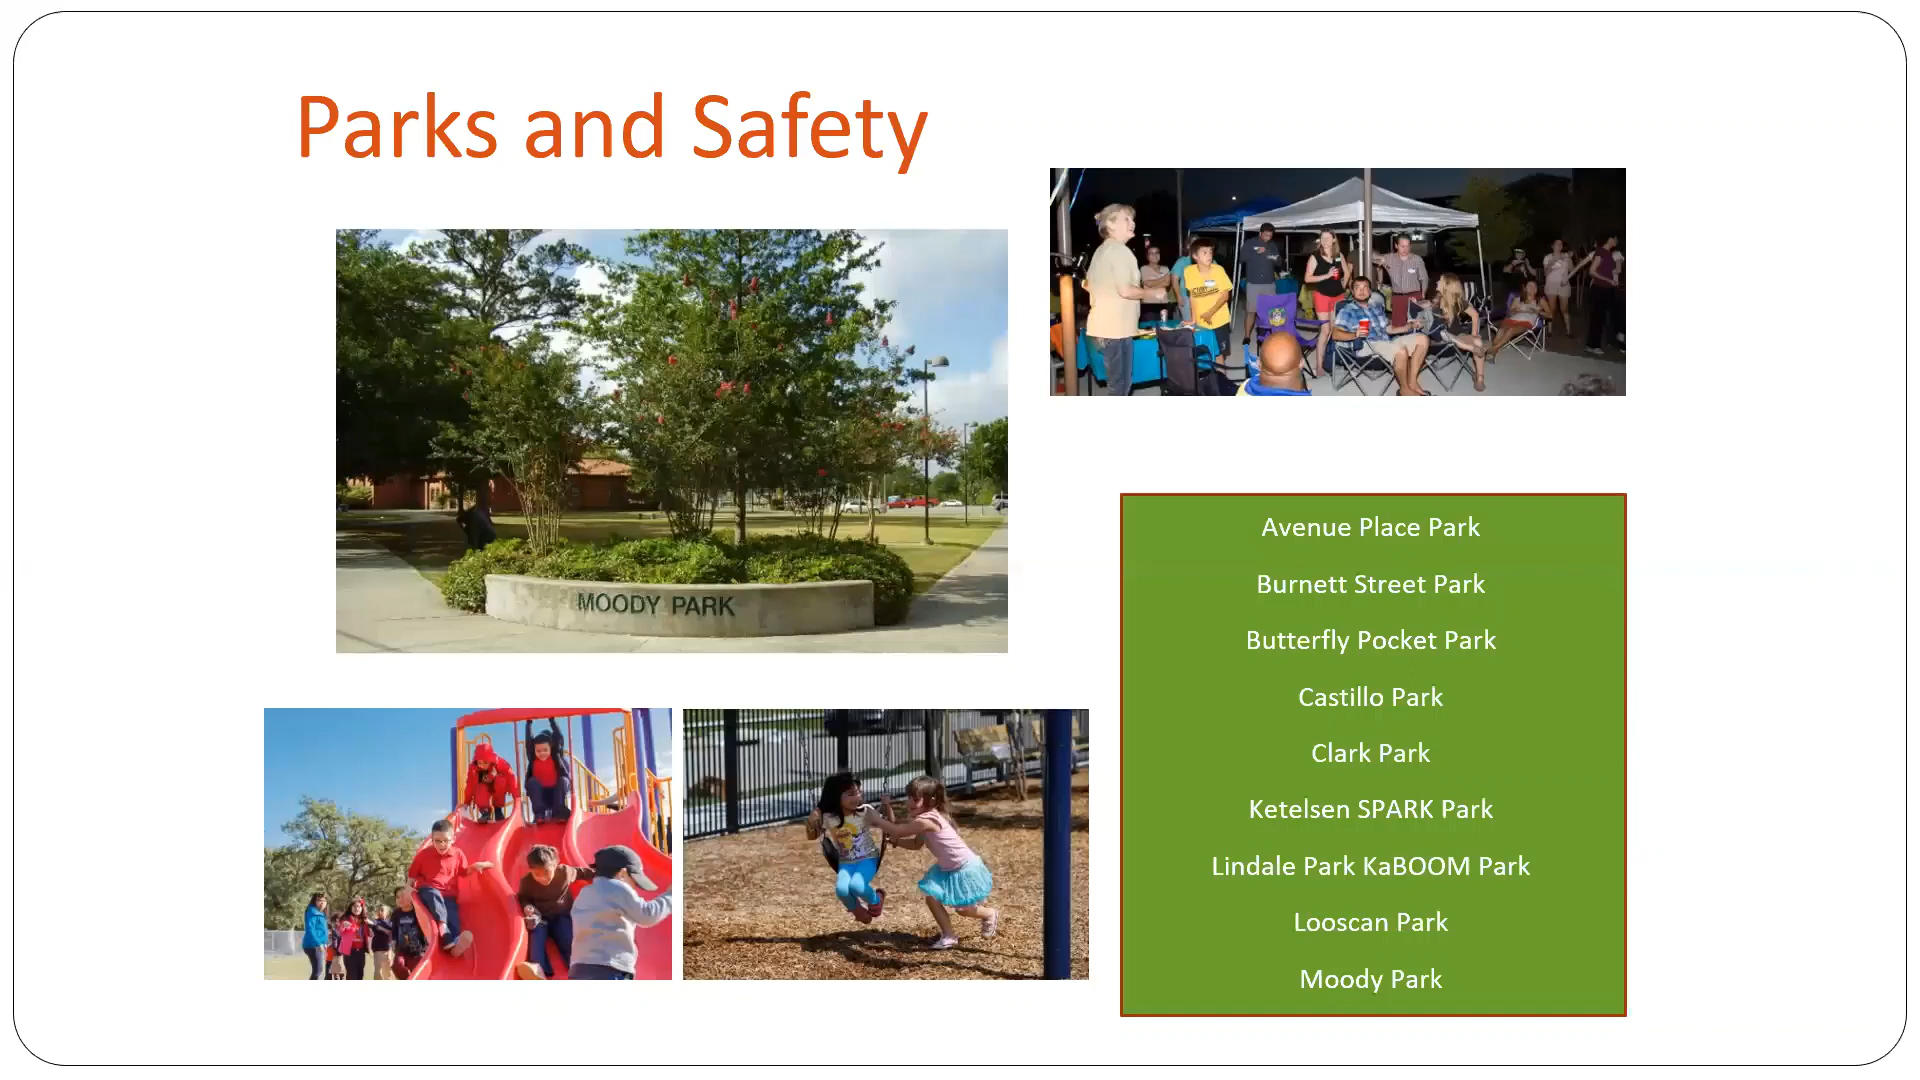 Parks and Safety
MOODY PARK
Avenue Place Park
Burnett Street Park
Butterfly Pocket Park
Castillo Park
Clark Park
Ketelsen SPARK Park
Lindale Park KaBOOM Park
Looscan Park
Moody Park